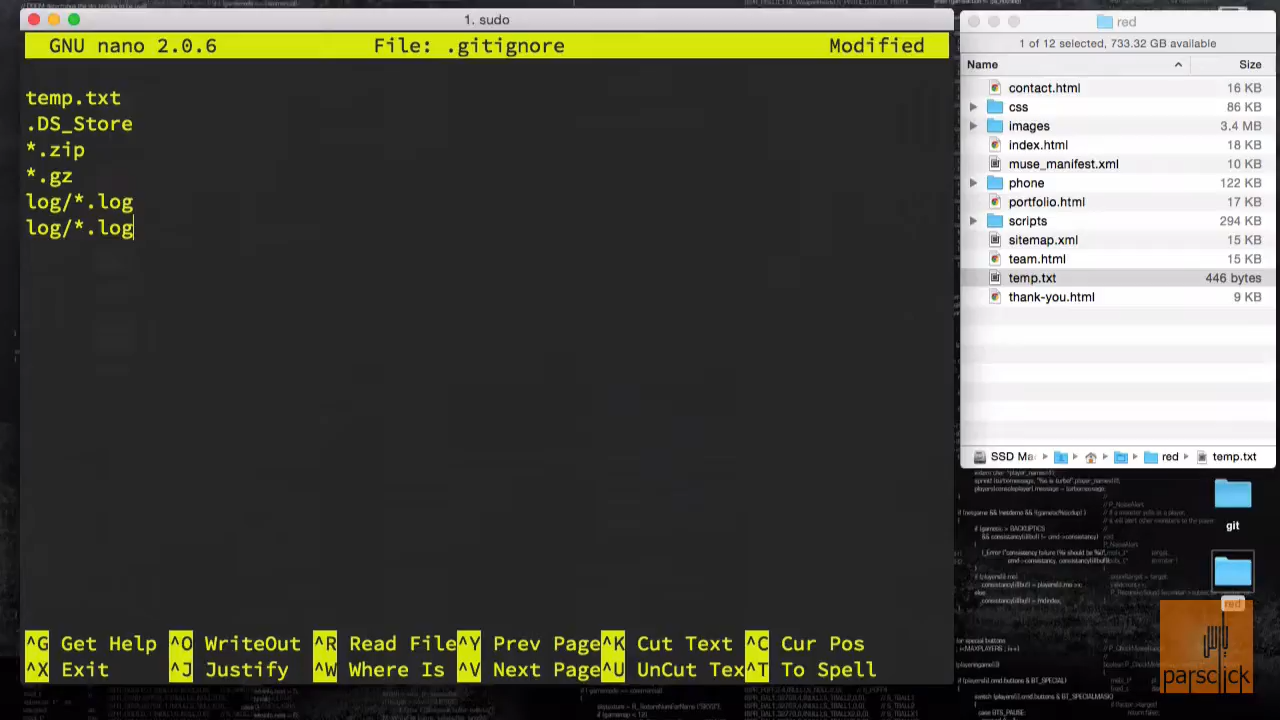 1. sudo
GNU nano 2.0.6 File: .gitignore Modified
temp.txt
.DS_Store
*.zip
*.gz
log/*.log
log/*.log
^G Get Help ^O WriteOut ^R Read File ^Y Prev Page ^K Cut Text ^C Cur Pos
^X Exit ^J Justify ^W Where Is ^V Next Page ^U UnCut Tex ^T To Spell
red
1 of 12 selected, 733.32 GB available
Name Size
contact.html 16 KB
css 86 KB
images 3.4 MB
index.html 18 KB
muse_manifest.xml 10 KB
phone 122 KB
portfolio.html 17 KB
scripts 294 KB
sitemap.xml 15 KB
team.html 15 KB
temp.txt 446 bytes
thank-you.html 9 KB
SSD Ma red temp.txt
git
red
parsclick